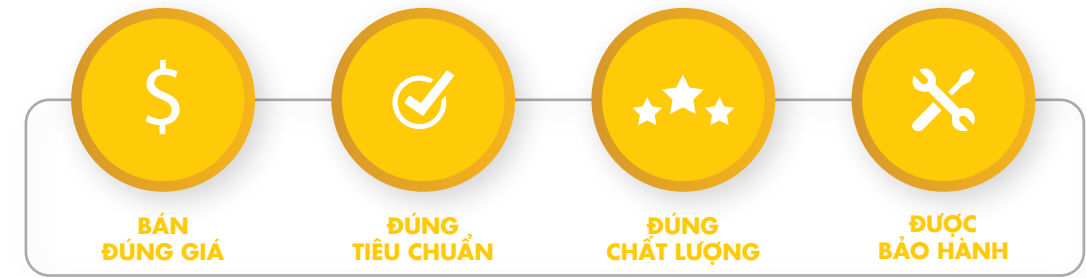 $
BÁN
ĐÚNG GIÁ
ĐÚNG
TIÊU CHUẨN
ĐÚNG
CHẤT LƯỢNG
ĐƯỢC
BẢO HÀNH